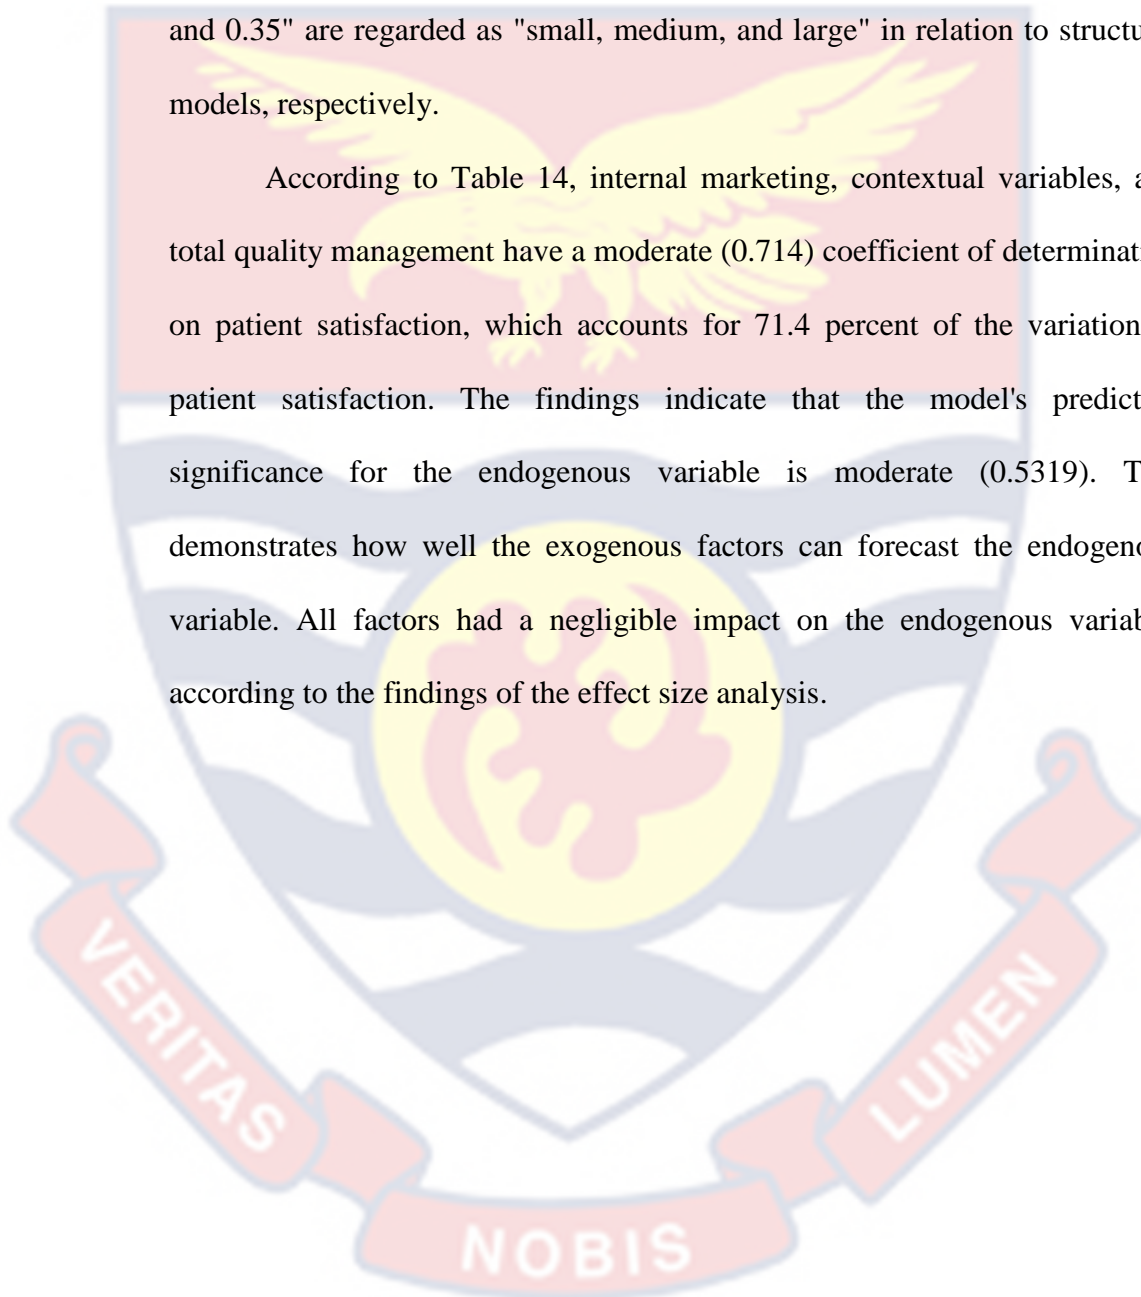 and 0.35" are regarded as "small, medium, and large" in relation to structu
models, respectively.
According to Table 14, internal marketing, contextual variables, a
total quality management have a moderate (0.714) coefficient of determinati
on patient satisfaction, which accounts for 71.4 percent of the variation
patient satisfaction. The findings indicate that the model's predict
significance for the endogenous variable is moderate (0.5319). T
demonstrates how well the exogenous factors can forecast the endogeno
variable. All factors had a negligible impact on the endogenous variab
according to the findings of the effect size analysis.
VERITAS
NOBIS
LUMEN